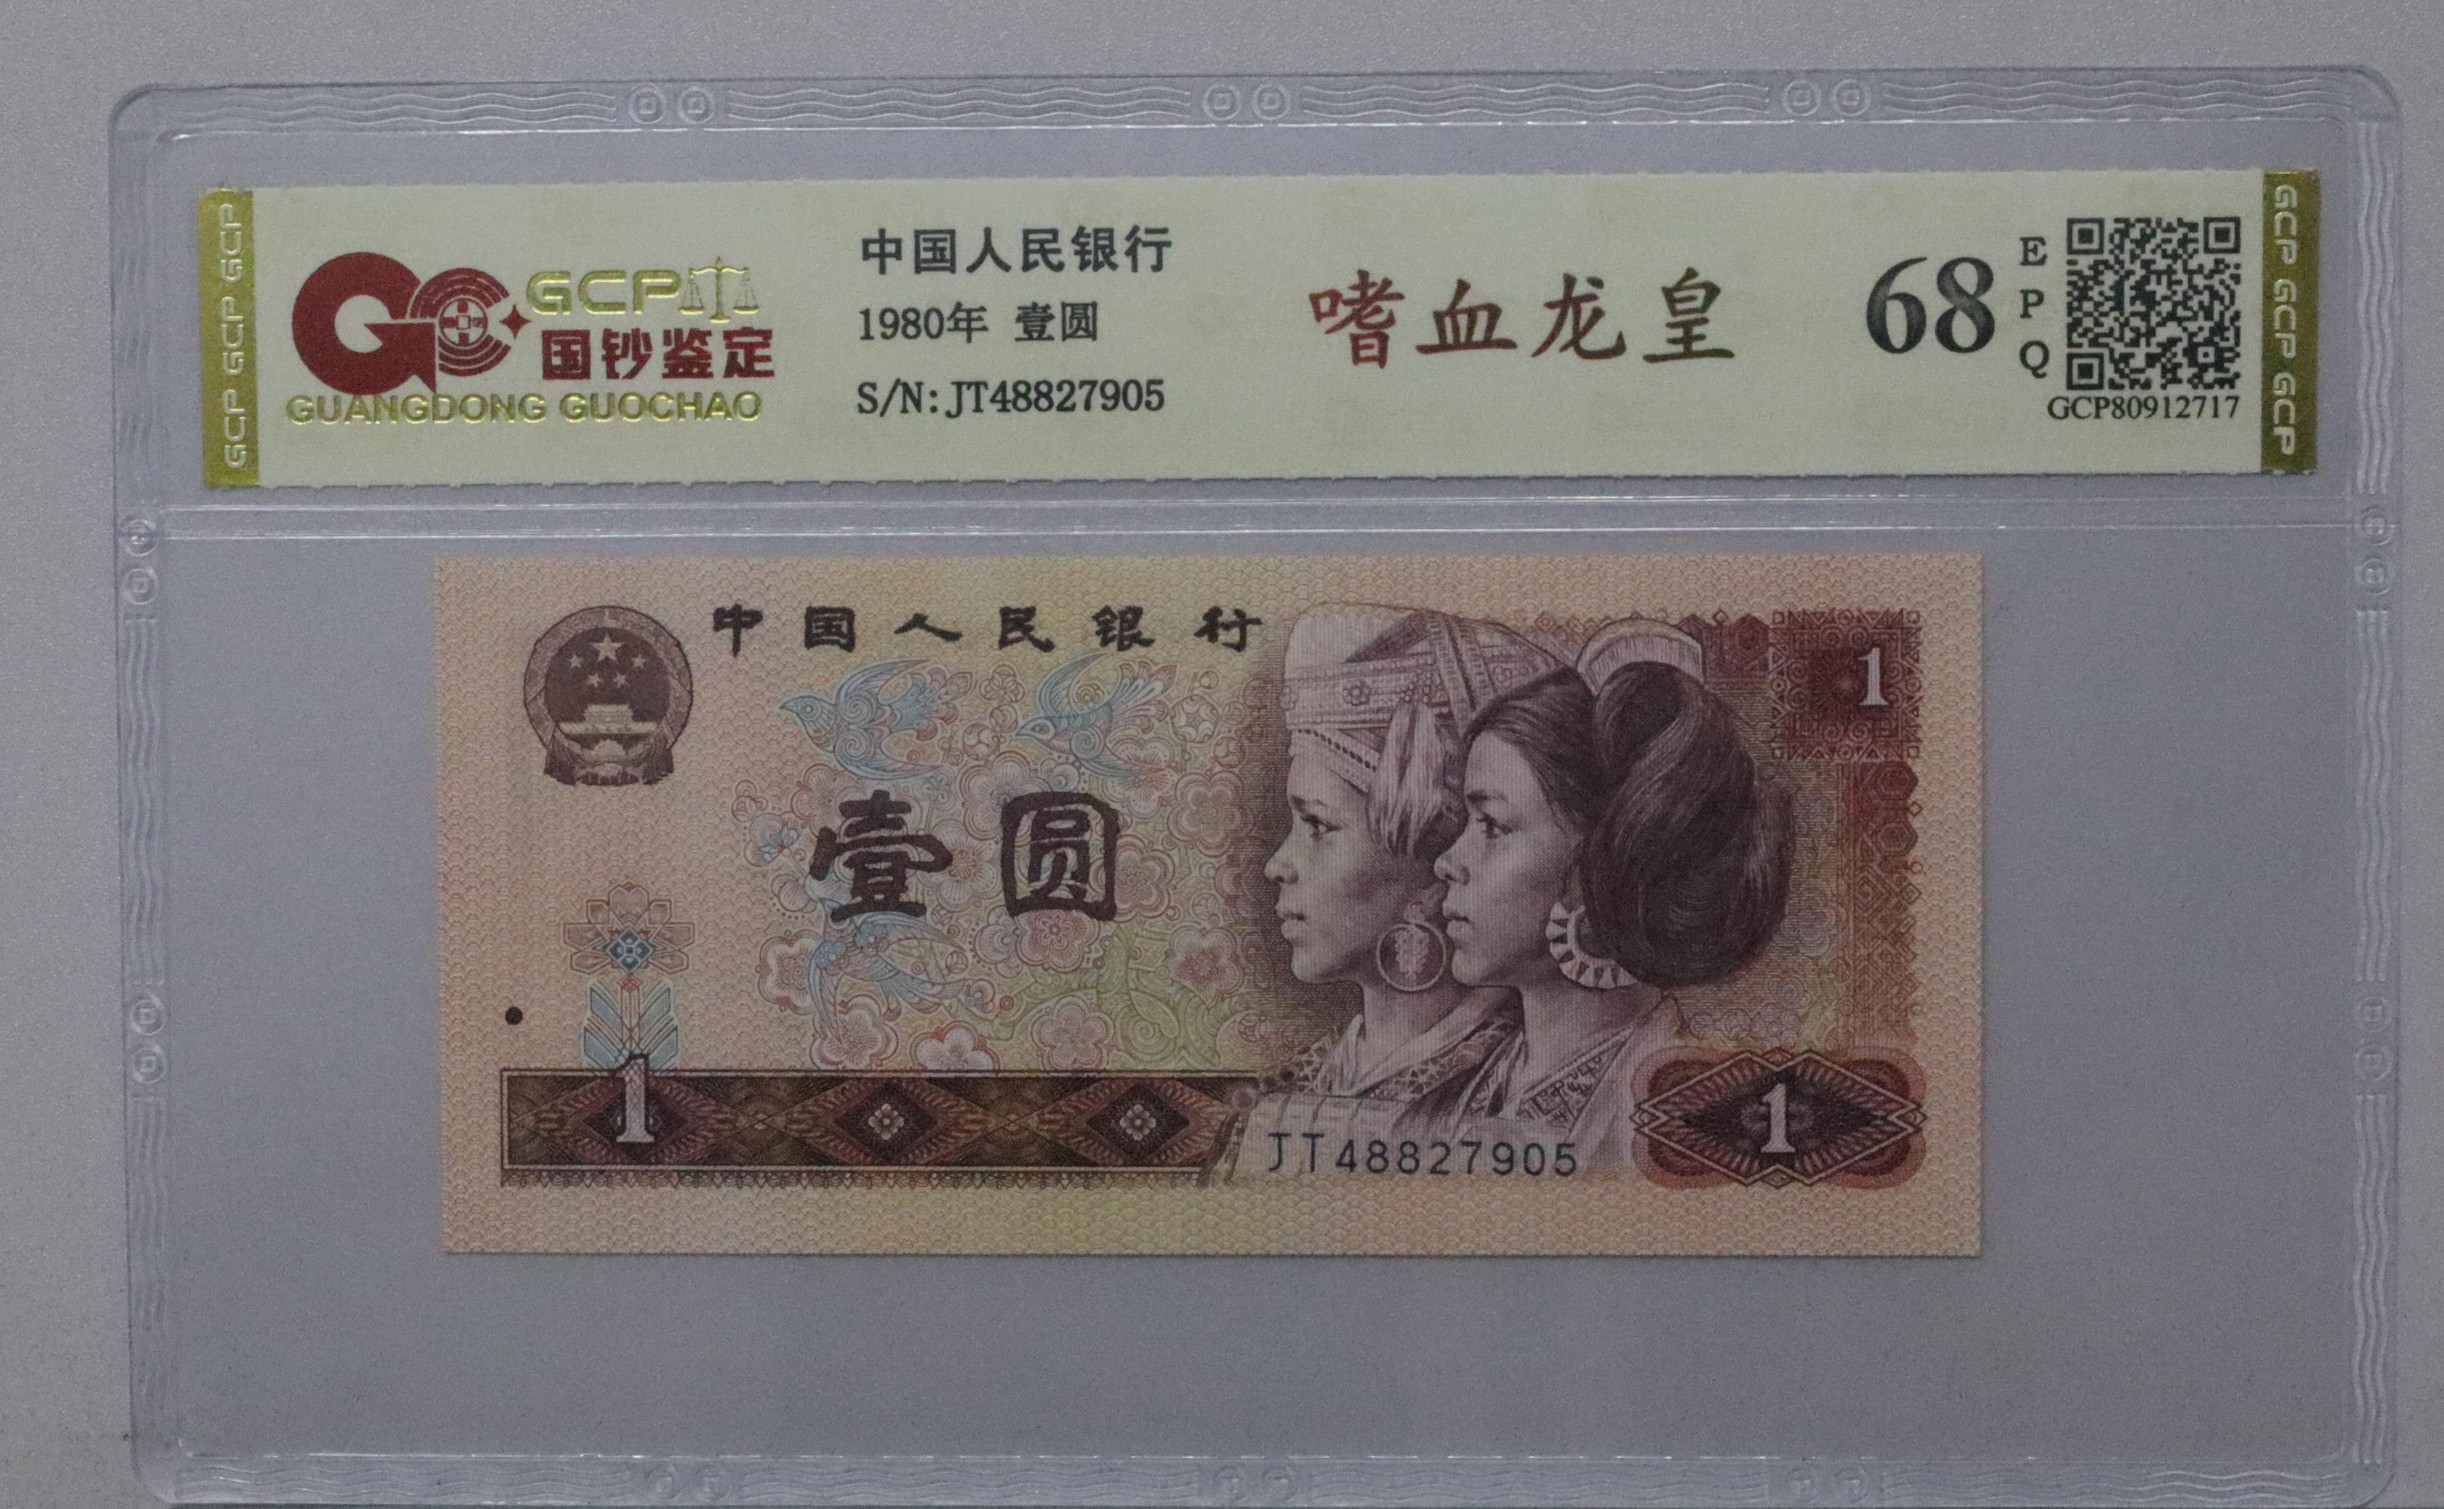 GCP GCP GCP
GCP
国钞鉴定
GUANGDONG GUOCHAO
中国人民银行
1980年 壹圆
S/N: JT48827905
嗜血龙皇
68
E
P
Q
GCP80912717
GCP GCP GCP
中国人民银行
1
壹圆
1
1
JT48827905